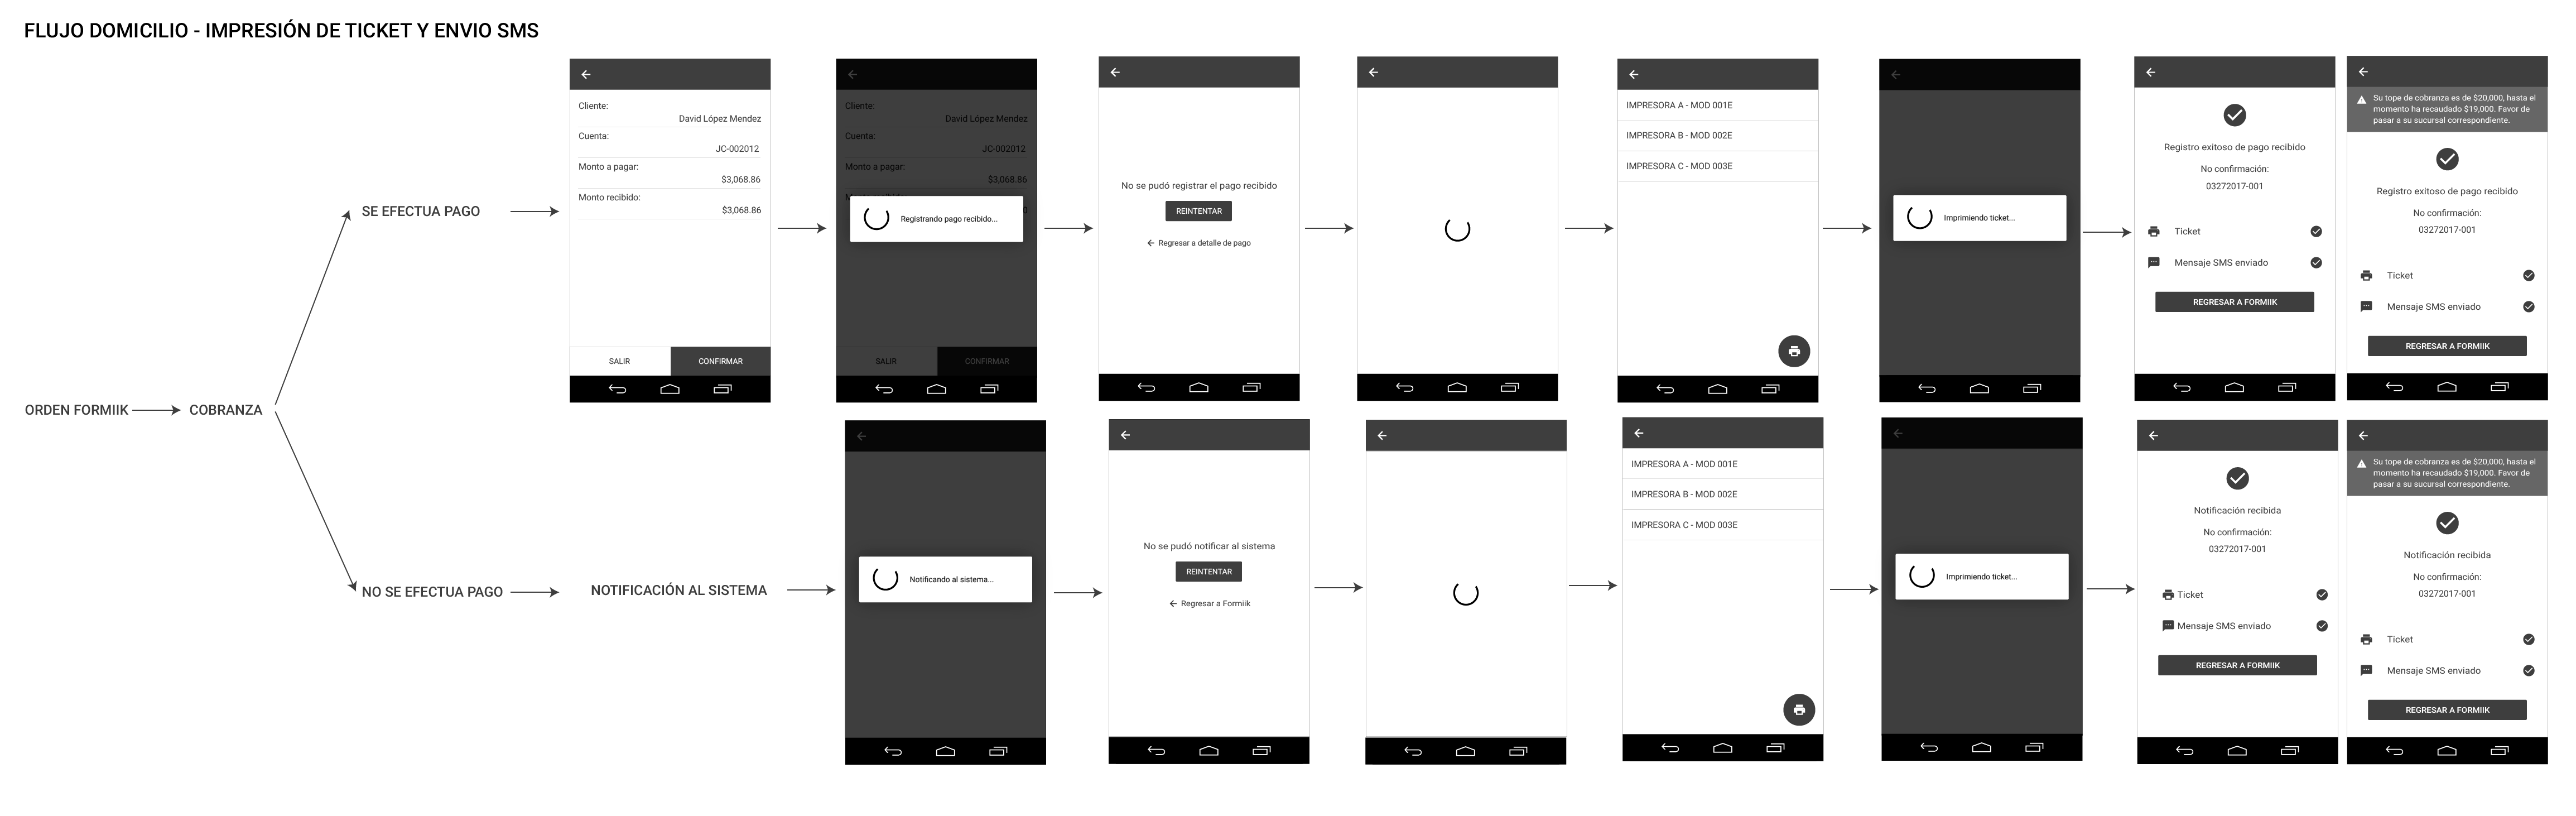 FLUJO DOMICILIO - IMPRESIÓN DE TICKET Y ENVIO SMS
ORDEN FORMIIK
COBRANZA
SE EFECTUA PAGO
Cliente:
David López Mendez
Cuenta:
JC-002012
Monto a pagar:
$3,068.86
Monto recibido:
$3,068.86
SALIR
CONFIRMAR
Cliente:
David López Mendez
Cuenta:
JC-002012
Monto a pagar:
$3,068.86
Registrando pago recibido...
SALIR
CONFIRMAR
No se pudó registrar el pago recibido
REINTENTAR
Regresar a detalle de pago
IMPRESORA A - MOD 001E
IMPRESORA B - MOD 002E
IMPRESORA C - MOD 003E
Imprimiendo ticket...
Registro exitoso de pago recibido
No confirmación:
03272017-001
Ticket
Mensaje SMS enviado
REGRESAR A FORMIIK
Su tope de cobranza es de $20,000, hasta el
momento ha recaudado $19,000. Favor de
pasar a su sucursal correspondiente.
Registro exitoso de pago recibido
No confirmación:
03272017-001
Ticket
Mensaje SMS enviado
REGRESAR A FORMIIK
NO SE EFECTUA PAGO
NOTIFICACIÓN AL SISTEMA
Notificando al sistema...
No se pudó notificar al sistema
REINTENTAR
Regresar a Formiik
IMPRESORA A - MOD 001E
IMPRESORA B - MOD 002E
IMPRESORA C - MOD 003E
Imprimiendo ticket...
Notificación recibida
No confirmación:
03272017-001
Ticket
Mensaje SMS enviado
REGRESAR A FORMIIK
Su tope de cobranza es de $20,000, hasta el
momento ha recaudado $19,000. Favor de
pasar a su sucursal correspondiente.
Notificación recibida
No confirmación:
03272017-001
Ticket
Mensaje SMS enviado
REGRESAR A FORMIIK